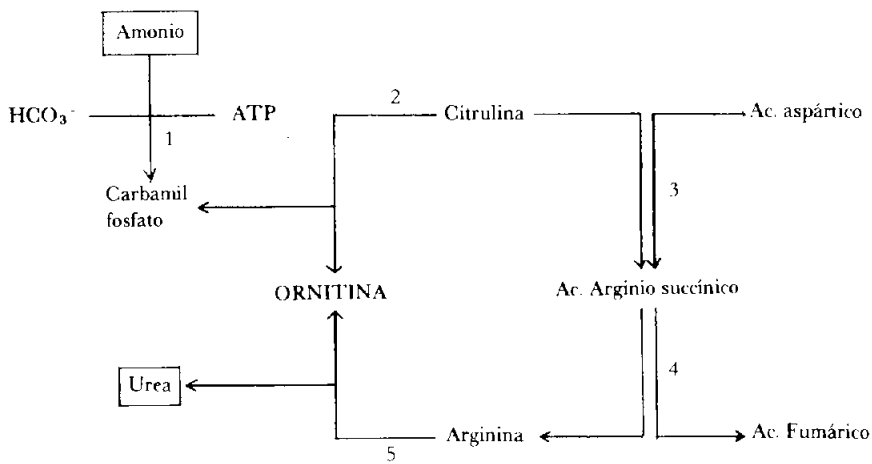 Amonio
HCO₃⁻
ATP
1
Carbamil
fosfato
2
Citrulina
Ac. aspártico
3
ORNITINA
Ac. Arginio succínico
4
Urea
5
Arginina
Ac. Fumárico